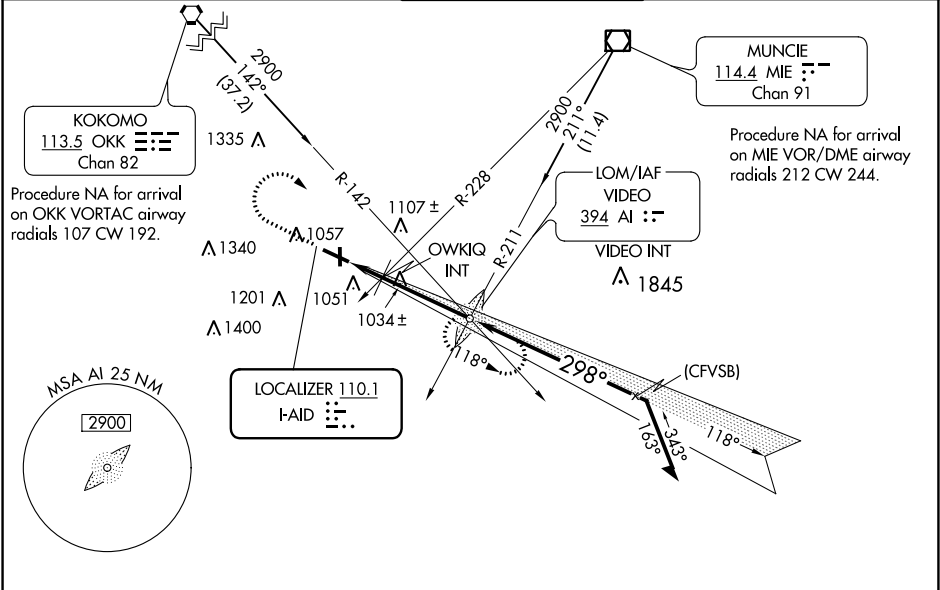 2900
142°
(37.2)
KOKOMO
113.5 OKK
Chan 82
Procedure NA for arrival
on OKK VORTAC airway
radials 107 CW 192.
1335
R-142
MUNCIE
114.4 MIE
Chan 91
Procedure NA for arrival
on MIE VOR/DME airway
radials 212 CW 244.
2900
211°
(11.4)
R-228
R-211
LOM/IAF
VIDEO
394 AI
VIDEO INT
1845
1107 ±
OWKIQ
INT
1057
1340
1201
1051
1400
1034 ±
118°
LOCALIZER 110.1
I-AID
298°
(CFVSB)
343°
163°
118°
MSA AI 25 NM
2900